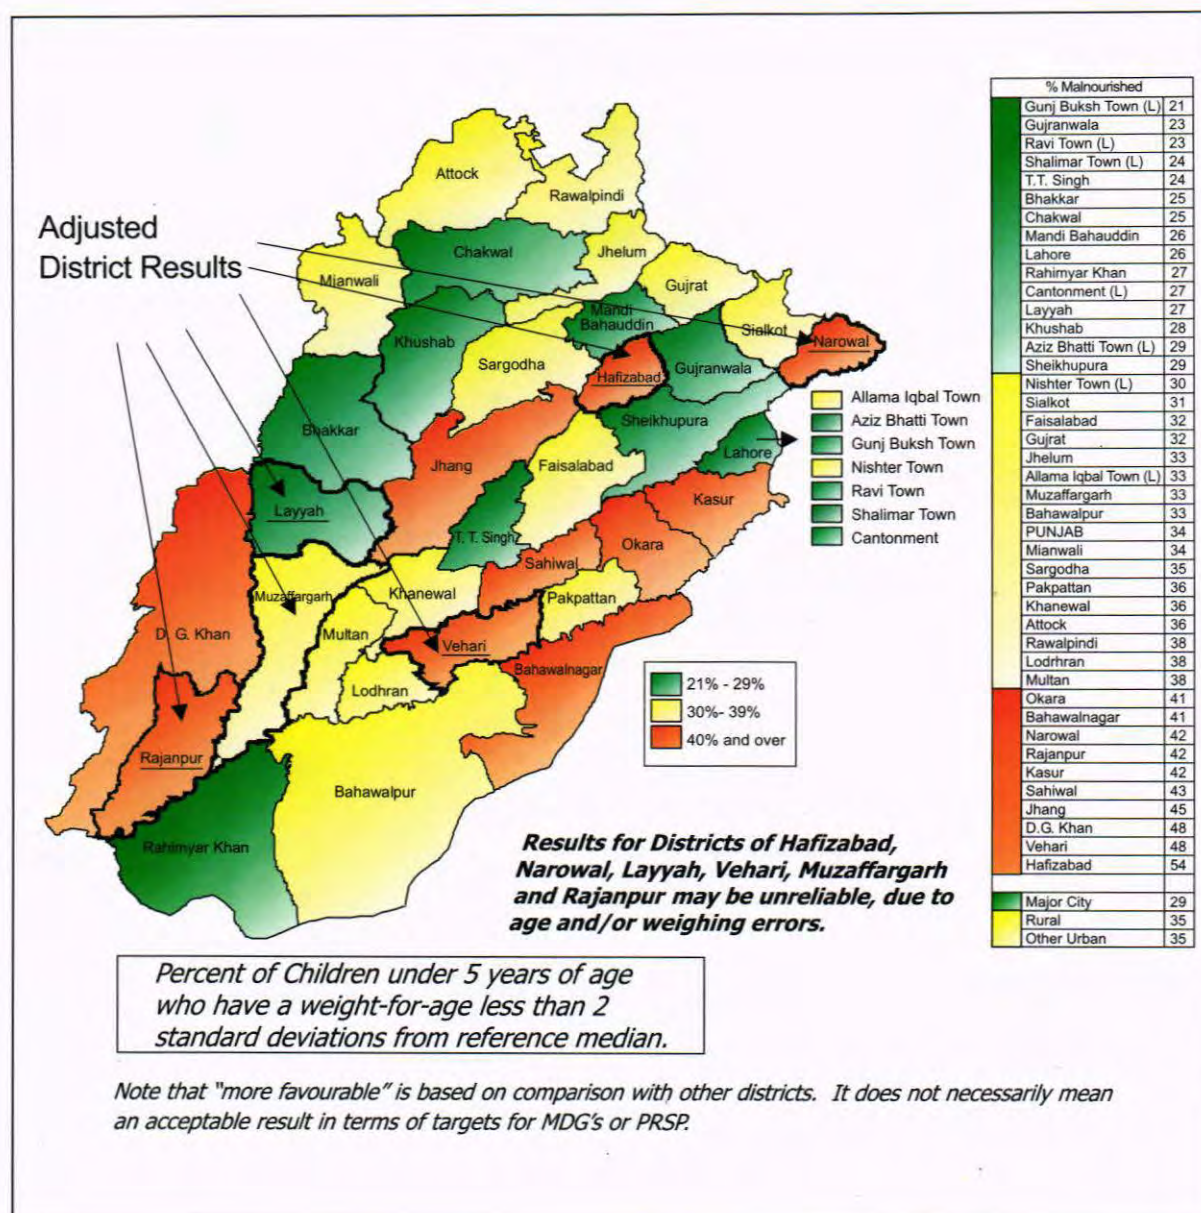 Adjusted
District Results
Attock
Rawalpindi
Chakwal
Jhelum
Mianwali
Gujrat
Mandi
Bahauddin
Sialkot
Khushab
Narowal
Sargodha
Gujranwala
Hafizabad
Sheikhupura
Bhakkar
Lahore
Jhang
Faisalabad
Kasur
Layyah
T. T. Singh
Okara
Sahiwal
Muzaffargarh
Khanewal
Pakpattan
D. G. Khan
Multan
Vehari
Bahawalnagar
Lodhran
Rajanpur
Bahawalpur
Rahimyar Khan
Allama Iqbal Town
Aziz Bhatti Town
Gunj Buksh Town
Nishter Town
Ravi Town
Shalimar Town
Cantonment
21% - 29%
30%- 39%
40% and over
% Malnourished
Gunj Buksh Town (L) 21
Gujranwala 23
Ravi Town (L) 23
Shalimar Town (L) 24
T.T. Singh 24
Bhakkar 25
Chakwal 25
Mandi Bahauddin 26
Lahore 26
Rahimyar Khan 27
Cantonment (L) 27
Layyah 27
Khushab 28
Aziz Bhatti Town (L) 29
Sheikhupura 29
Nishter Town (L) 30
Sialkot 31
Faisalabad 32
Gujrat 32
Jhelum 33
Allama Iqbal Town (L) 33
Muzaffargarh 33
Bahawalpur 33
PUNJAB 34
Mianwali 34
Sargodha 35
Pakpattan 36
Khanewal 36
Attock 36
Rawalpindi 38
Lodrhran 38
Multan 38
Okara 41
Bahawalnagar 41
Narowal 42
Rajanpur 42
Kasur 42
Sahiwal 43
Jhang 45
D.G. Khan 48
Vehari 48
Hafizabad 54
Major City 29
Rural 35
Other Urban 35
Results for Districts of Hafizabad,
Narowal, Layyah, Vehari, Muzaffargarh
and Rajanpur may be unreliable, due to
age and/or weighing errors.
Percent of Children under 5 years of age
who have a weight-for-age less than 2
standard deviations from reference median.
Note that "more favourable" is based on comparison with other districts. It does not necessarily mean
an acceptable result in terms of targets for MDG's or PRSP.